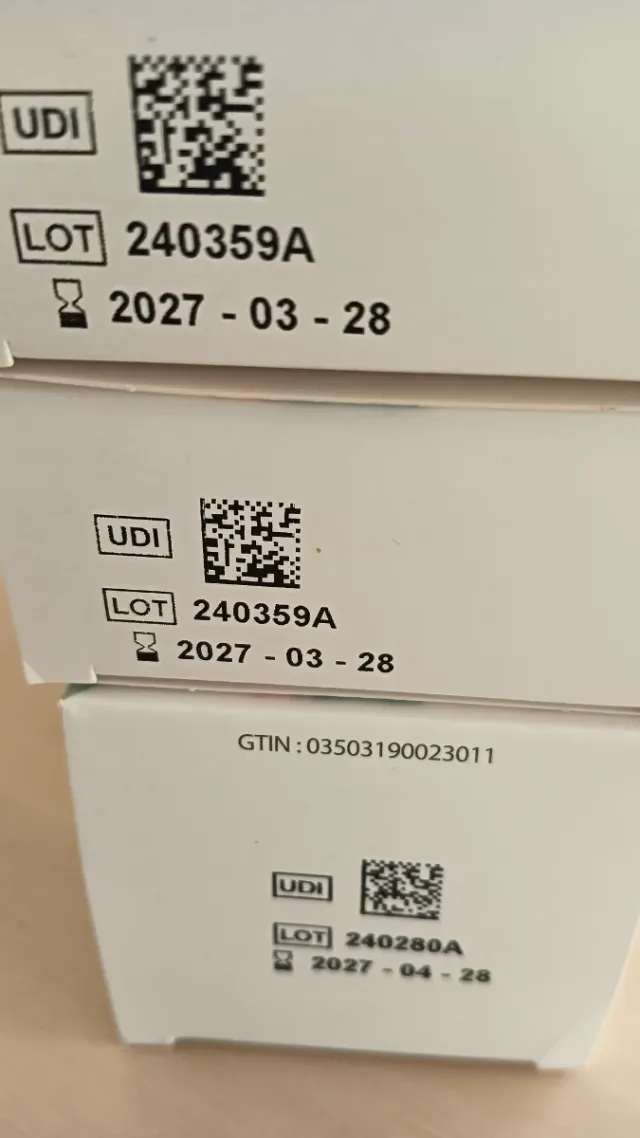 UDI
LOT 240359A
2027 - 03 - 28
UDI
LOT 240359A
2027 - 03 - 28
GTIN : 03503190023011
UDI
LOT 240280A
2027 - 04 - 28